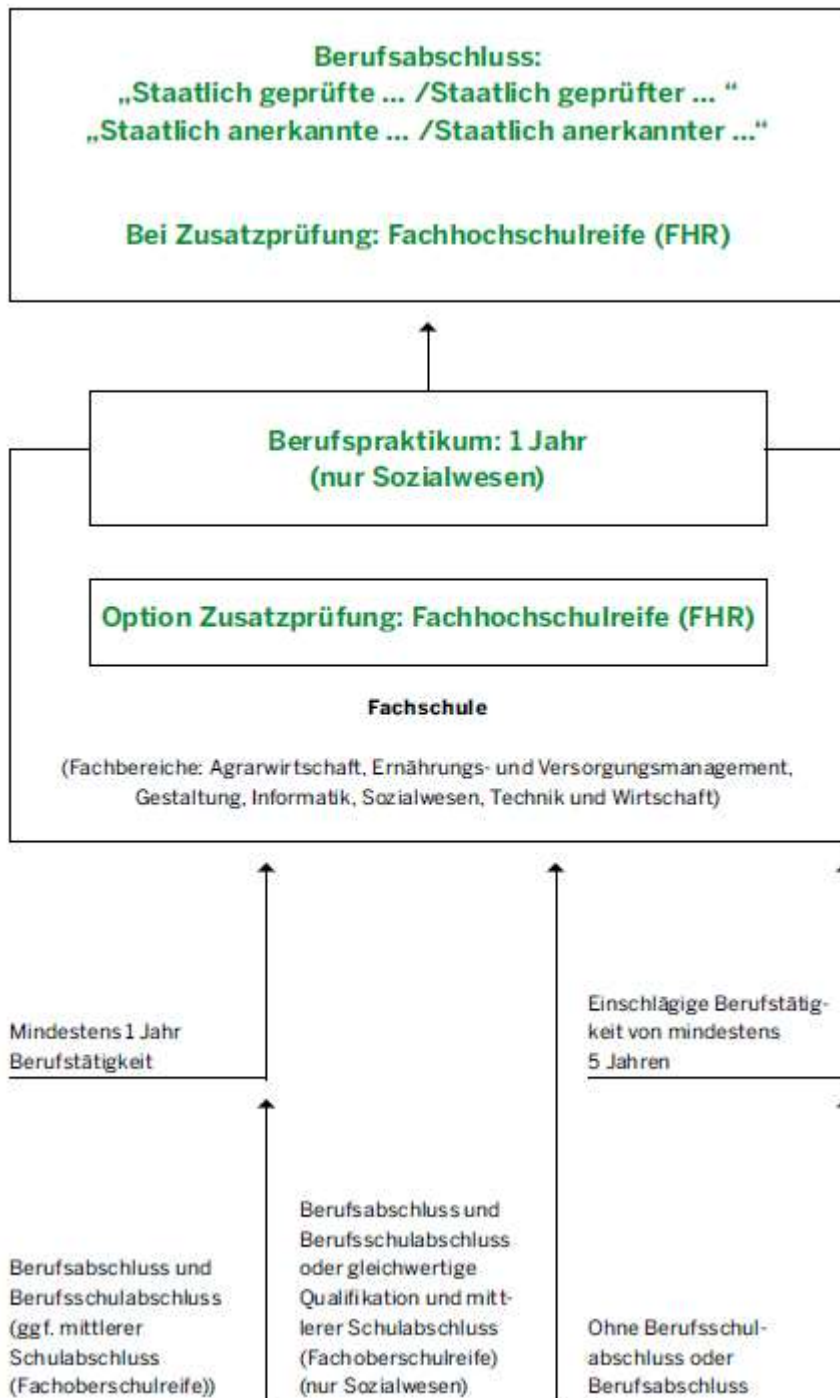 Berufsabschluss:
„Staatlich geprüfte ... /Staatlich geprüfter ... “
„Staatlich anerkannte ... /Staatlich anerkannter ...“
Bei Zusatzprüfung: Fachhochschulreife (FHR)
Berufspraktikum: 1 Jahr
(nur Sozialwesen)
Option Zusatzprüfung: Fachhochschulreife (FHR)
Fachschule
(Fachbereiche: Agrarwirtschaft, Ernährungs- und Versorgungsmanagement,
Gestaltung, Informatik, Sozialwesen, Technik und Wirtschaft)
Mindestens 1 Jahr
Berufstätigkeit
Einschlägige Berufstätig-
keit von mindestens
5 Jahren
Berufsabschluss und
Berufsschulabschluss
(ggf. mittlerer
Schulabschluss
(Fachoberschulreife))
Berufsabschluss und
Berufsschulabschluss
oder gleichwertige
Qualifikation und mitt-
lerer Schulabschluss
(Fachoberschulreife)
(nur Sozialwesen)
Ohne Berufsschul-
abschluss oder
Berufsabschluss